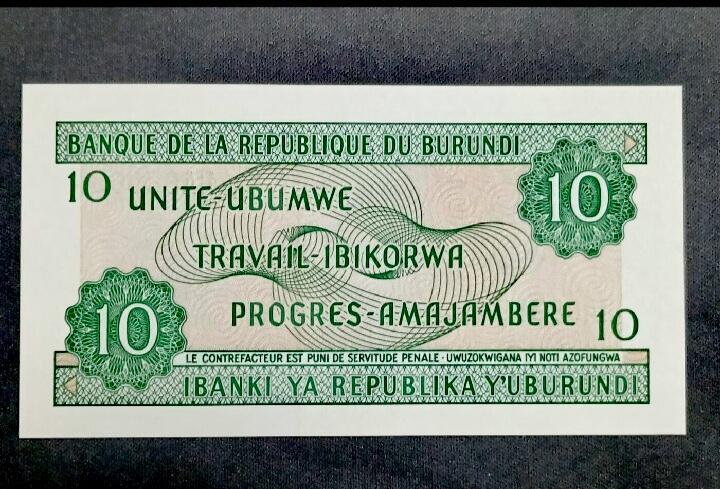 BANQUE DE LA REPUBLIQUE DU BURUNDI
10
10
UNITE-UBUMWE
TRAVAIL-IBIKORWA
PROGRES-AMAJAMBERE
10
10
LE CONTREFACTEUR EST PUNI DE SERVITUDE PENALE · UWUZOKWIGANA IYI NOTI AZOFUNGWA
IBANKI YA REPUBLIKA Y'UBURUNDI